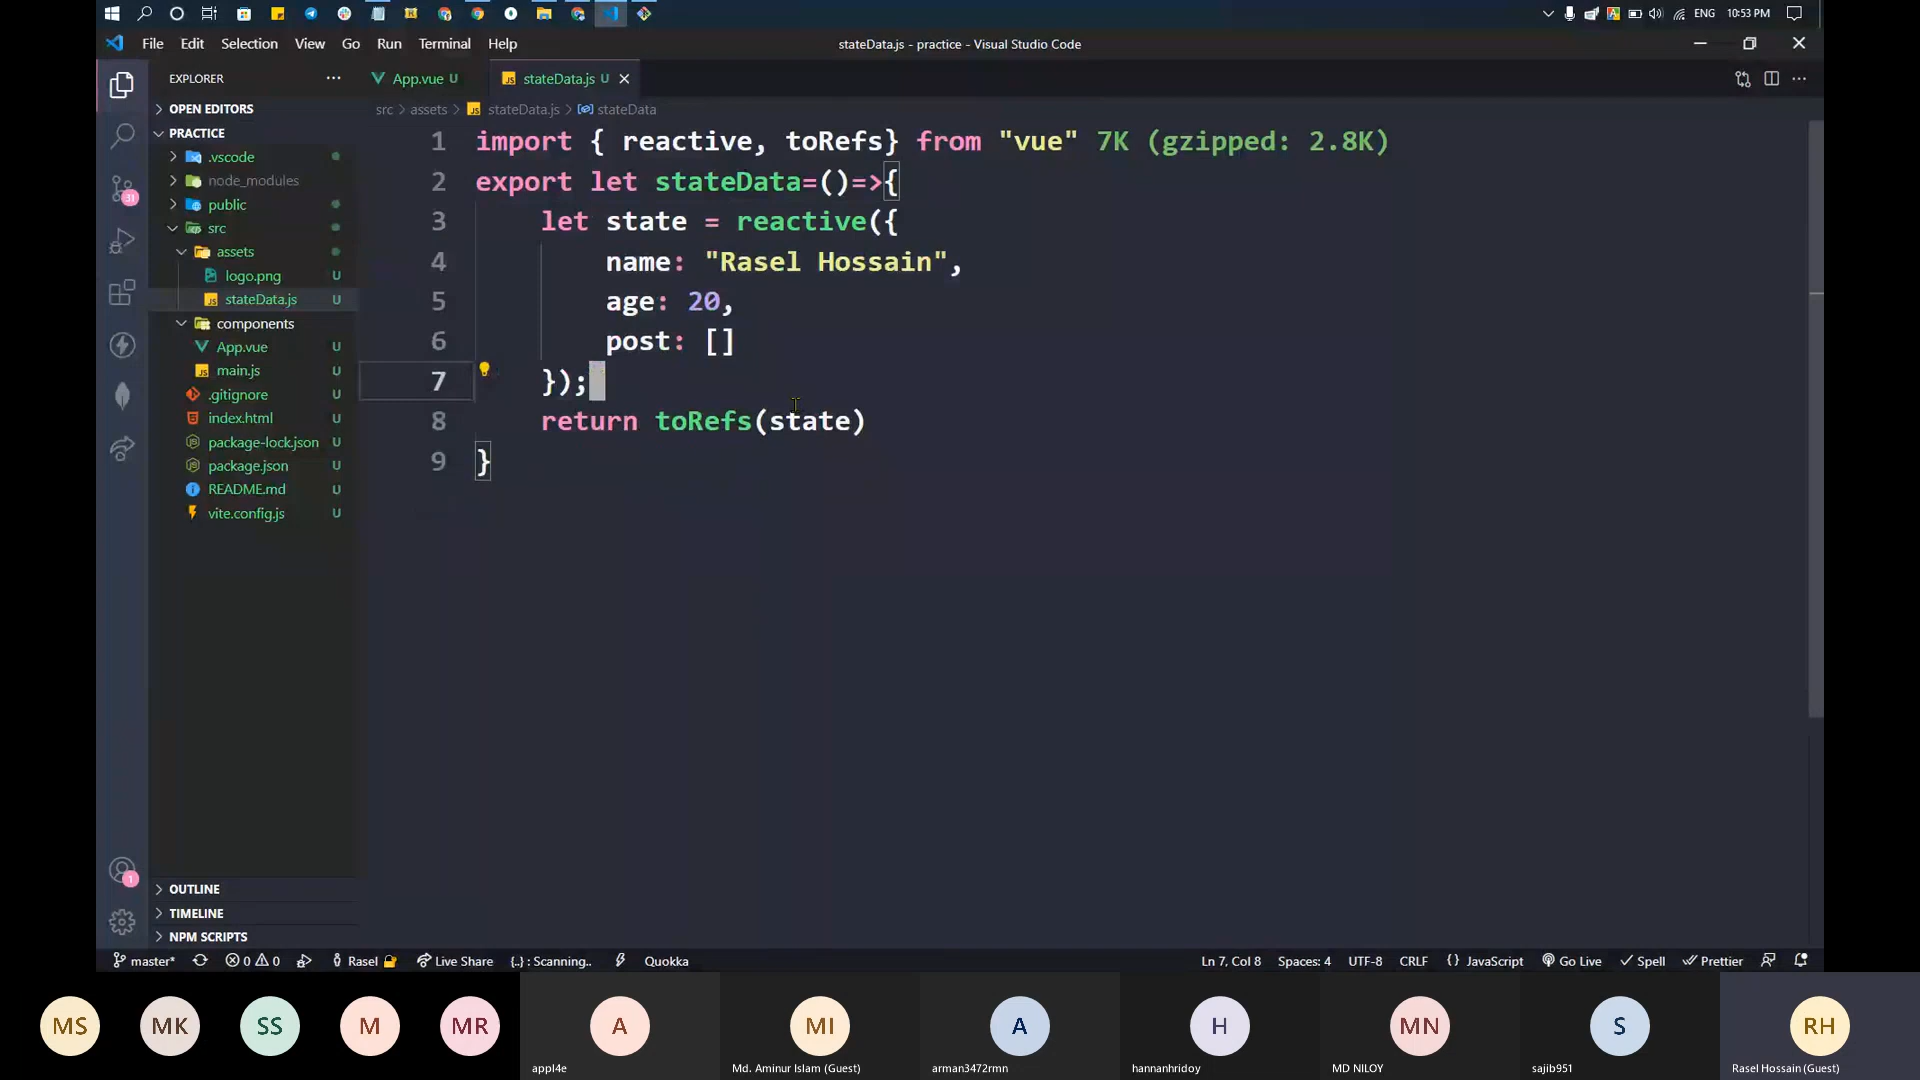 ENG 10:53 PM
File Edit Selection View Go Run Terminal Help
stateData.js - practice - Visual Studio Code
EXPLORER ···
App.vue U
stateData.js U
OPEN EDITORS
src > assets > JS stateData.js > stateData
PRACTICE
.vscode
node_modules
public
src
assets
logo.png U
stateData.js U
components
App.vue U
main.js U
.gitignore U
index.html U
package-lock.json U
package.json U
README.md U
vite.config.js U
1 import { reactive, toRefs} from "vue" 7K (gzipped: 2.8K)
2 export let stateData=()=>{
3 let state = reactive({
4 name: "Rasel Hossain",
5 age: 20,
6 post: []
7 });
8 return toRefs(state)
9 }
31
1
OUTLINE
TIMELINE
NPM SCRIPTS
master* 0 0 Rasel Live Share {..} : Scanning.. Quokka
Ln 7, Col 8 Spaces: 4 UTF-8 CRLF {} JavaScript Go Live Spell Prettier
MS MK SS M MR A MI A H MN S RH
appl4e Md. Aminur Islam (Guest) arman3472rmn hannanhridoy MD NILOY sajib951 Rasel Hossain (Guest)